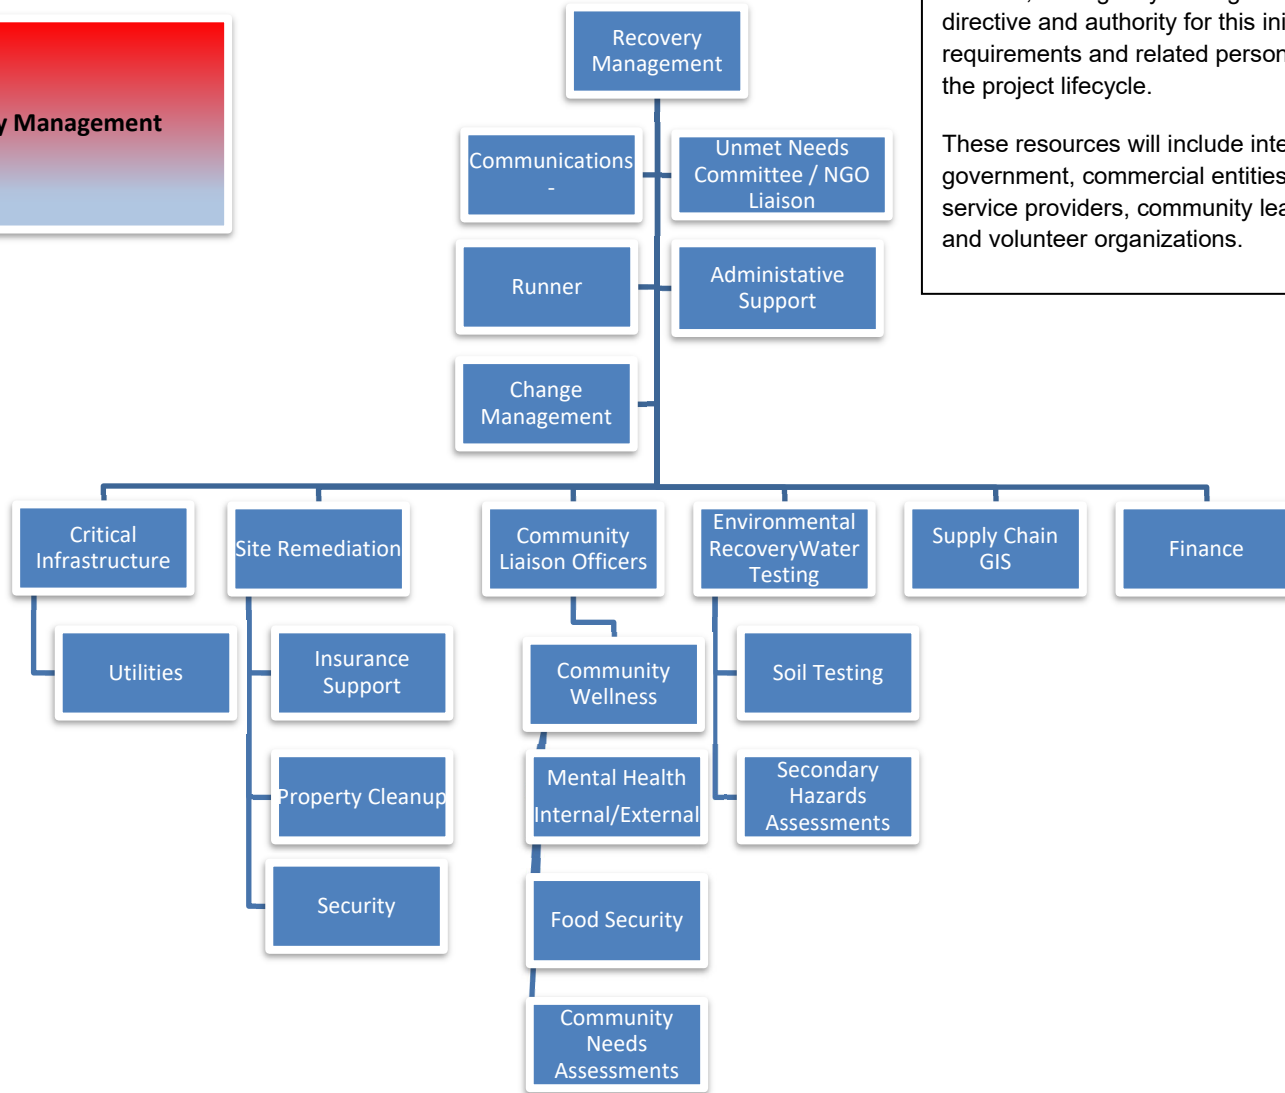 y Management
directive and authority for this ini
requirements and related person
the project lifecycle.
These resources will include inte
government, commercial entities
service providers, community lea
and volunteer organizations.
Recovery
Management
Communications
-
Unmet Needs
Committee / NGO
Liaison
Runner
Administative
Support
Change
Management
Critical
Infrastructure
Site Remediation
Community
Liaison Officers
Environmental
RecoveryWater
Testing
Supply Chain
GIS
Finance
Utilities
Insurance
Support
Property Cleanup
Security
Community
Wellness
Mental Health
Internal/External
Food Security
Community
Needs
Assessments
Soil Testing
Secondary
Hazards
Assessments